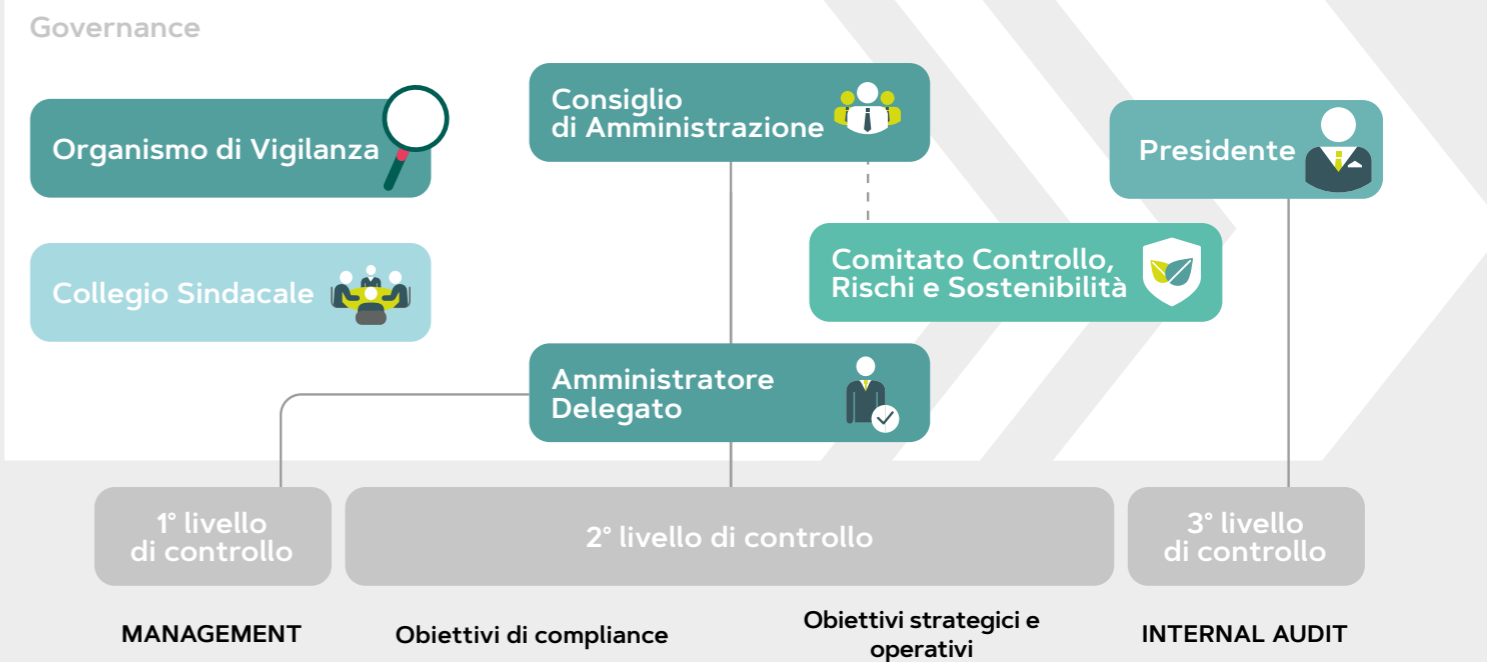 Governance
Organismo di Vigilanza
Consiglio
di Amministrazione
Presidente
Collegio Sindacale
Comitato Controllo,
Rischi e Sostenibilità
Amministratore
Delegato
1° livello
di controllo
2° livello di controllo
3° livello
di controllo
MANAGEMENT
Obiettivi di compliance
Obiettivi strategici e
operativi
INTERNAL AUDIT